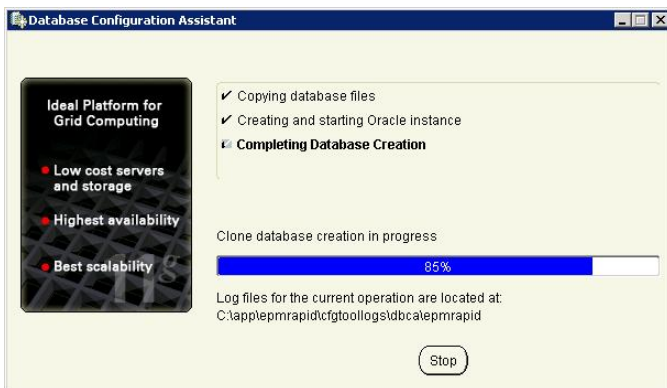 Database Configuration Assistant
Ideal Platform for
Grid Computing
Low cost servers
and storage
Highest availability
Best scalability
11g
Copying database files
Creating and starting Oracle instance
Completing Database Creation
Clone database creation in progress
85%
Log files for the current operation are located at:
C:\app\epmrapid\cfgtoollogs\dbca\epmrapid
Stop